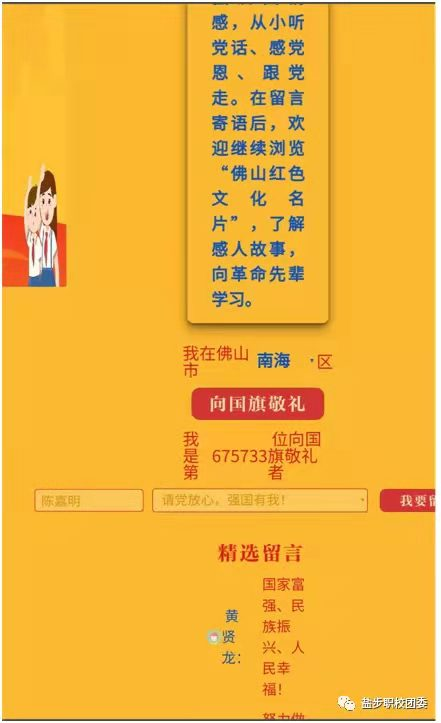 感，从小听
党话、感党
恩、跟党
走。在留言
寄语后，欢
迎继续浏览
“佛山红色
文化名
片”，了解
感人故事，
向革命先辈
学习。
我在佛山
市
南海
区
向国旗敬礼
我
是
第
675733
位向国
旗敬礼
者
陈嘉明
请党放心，强国有我！
我要留
精选留言
黄
贤
龙：
国家富
强、民
族振
兴、人
民幸
福！
努力做
盐步职校团委